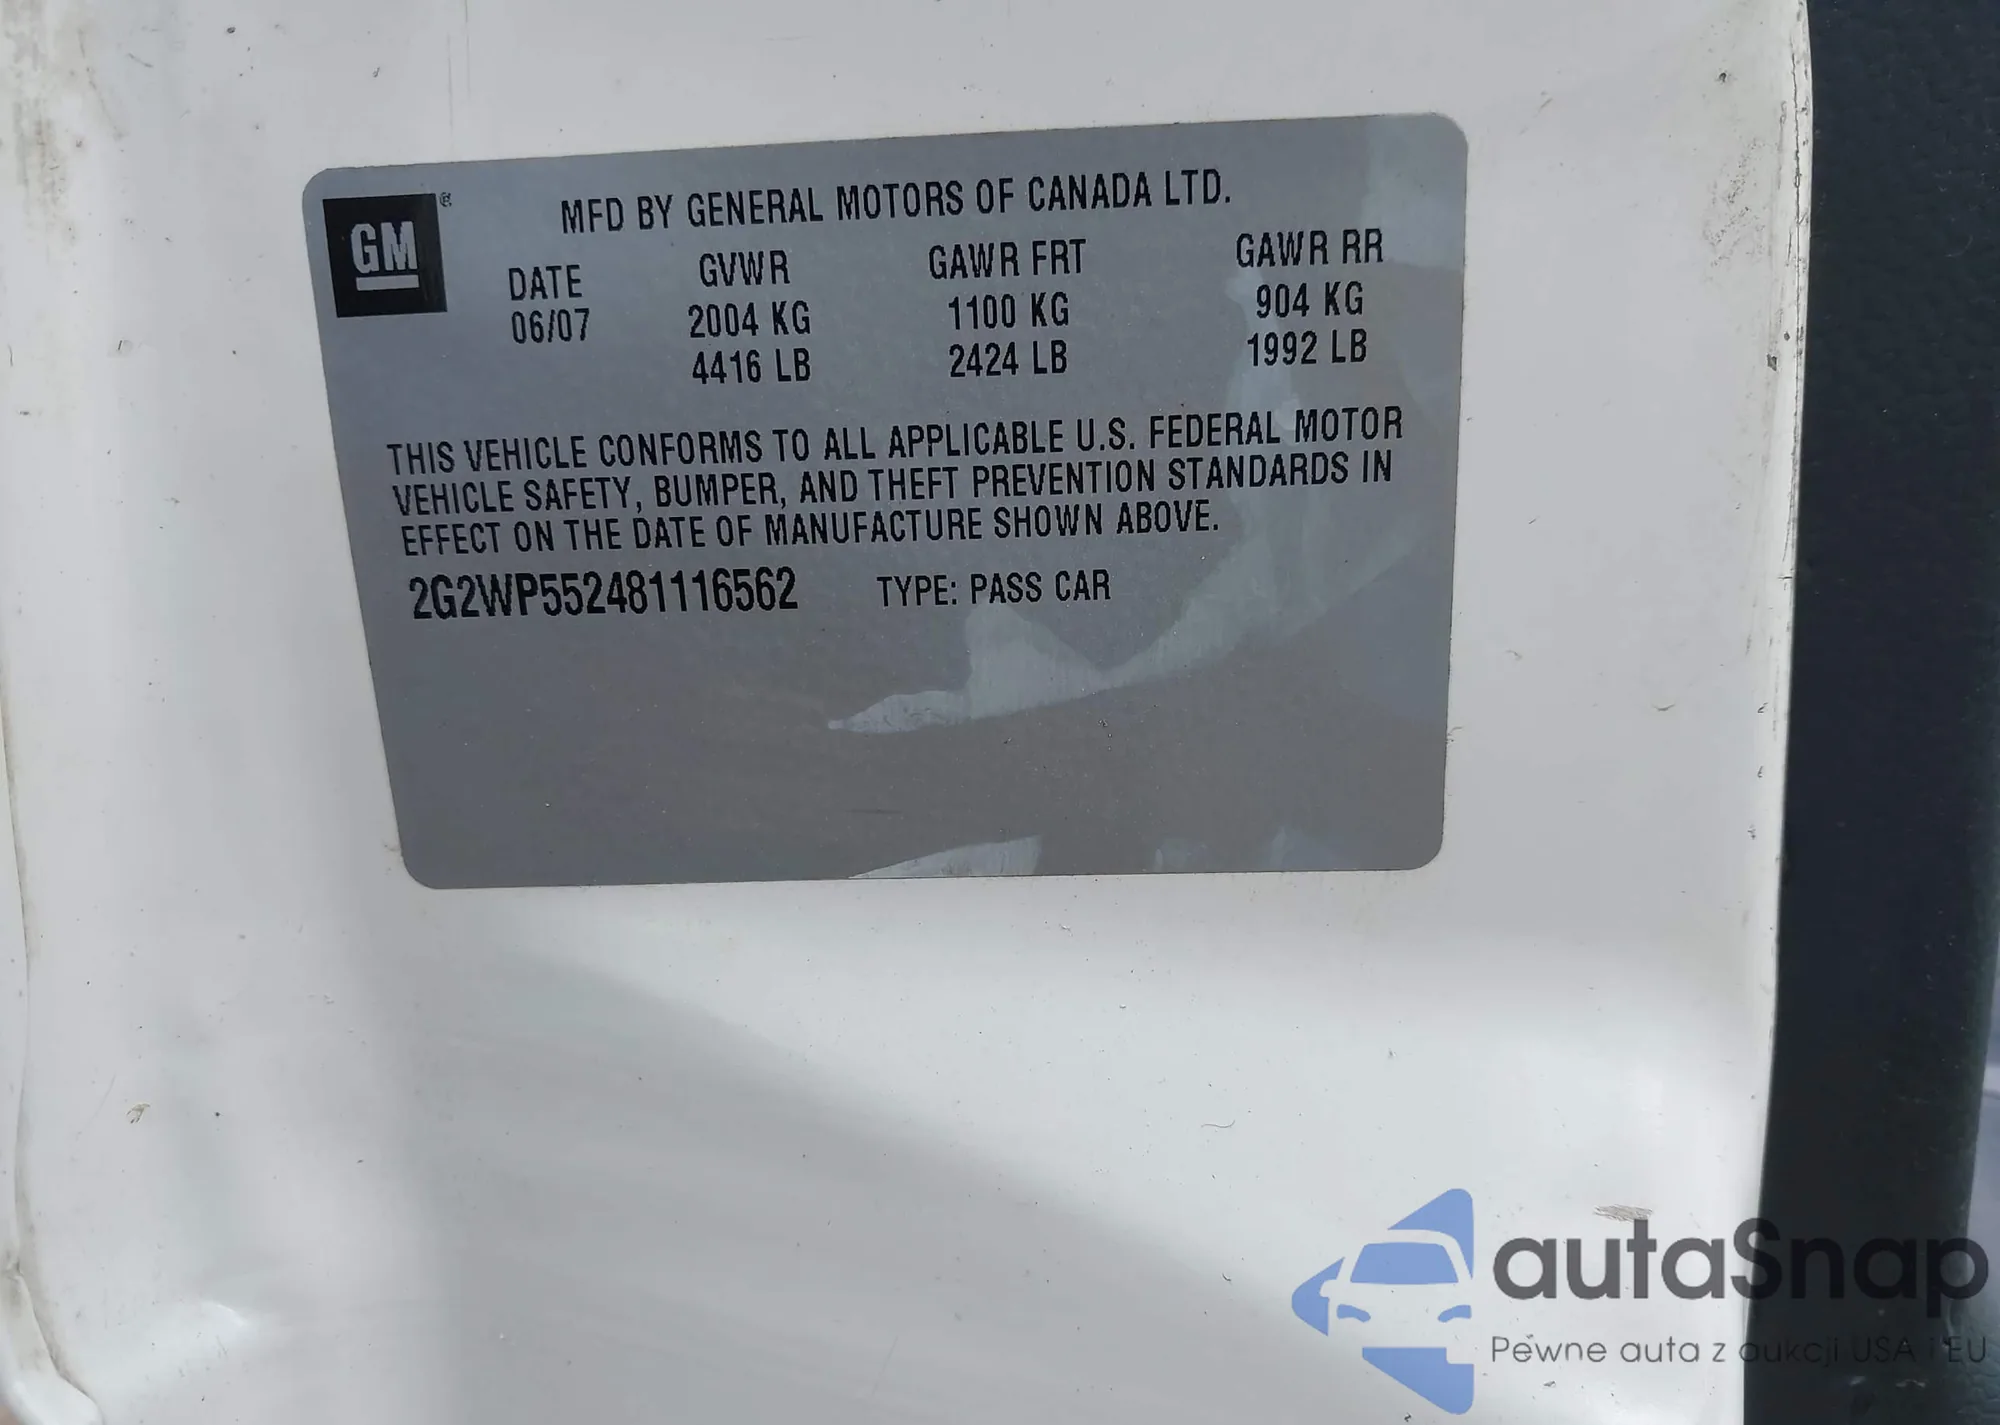 GM®
MFD BY GENERAL MOTORS OF CANADA LTD.
DATE GVWR GAWR FRT GAWR RR
06/07 2004 KG 1100 KG 904 KG
4416 LB 2424 LB 1992 LB
THIS VEHICLE CONFORMS TO ALL APPLICABLE U.S. FEDERAL MOTOR
VEHICLE SAFETY, BUMPER, AND THEFT PREVENTION STANDARDS IN
EFFECT ON THE DATE OF MANUFACTURE SHOWN ABOVE.
2G2WP552481116562 TYPE: PASS CAR
autaSnap
Pewne auta z aukcji USA i EU